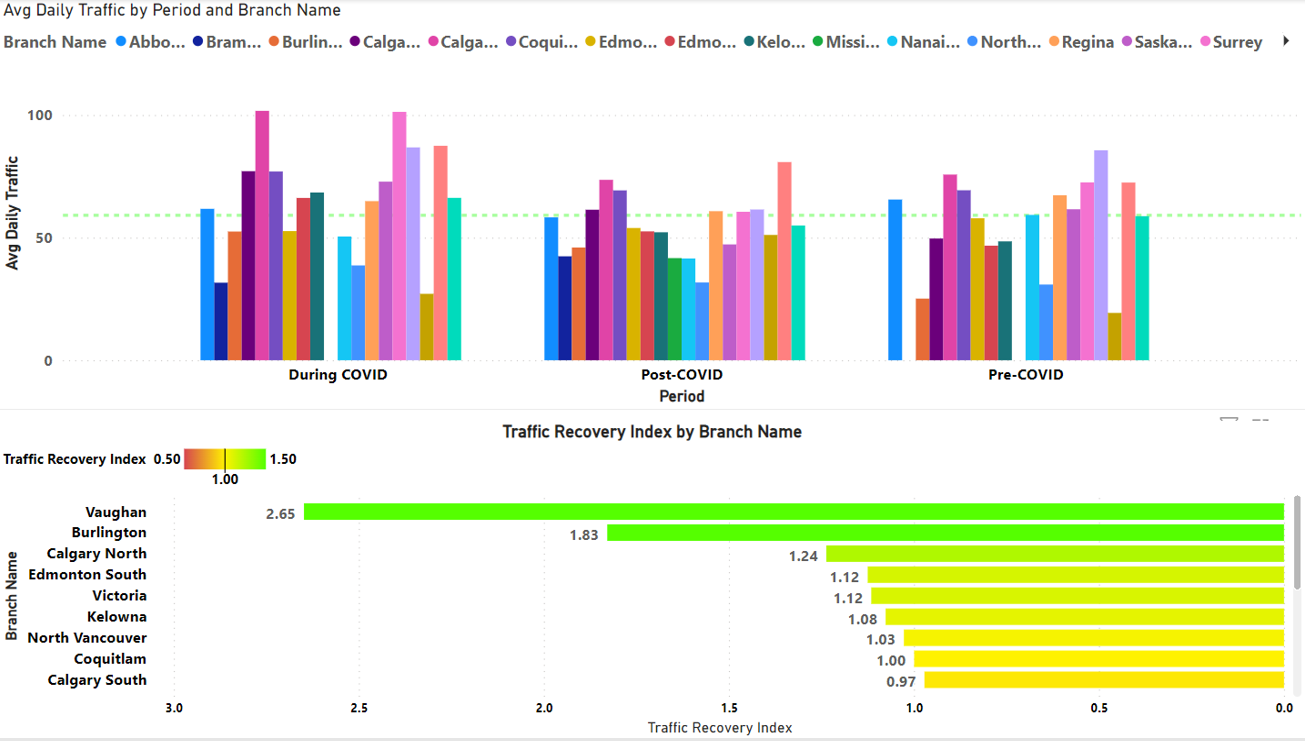 Avg Daily Traffic by Period and Branch Name
Branch Name Abbo... Bram... Burlin... Calga... Calga... Coqui... Edmo... Edmo... Kelo... Missi... Nanai... North... Regina Saska... Surrey
100
50
0
Avg Daily Traffic
During COVID Post-COVID Pre-COVID
Period
Traffic Recovery Index by Branch Name
Traffic Recovery Index 0.50 1.50
1.00
Branch Name
Vaughan 2.65
Burlington 1.83
Calgary North 1.24
Edmonton South 1.12
Victoria 1.12
Kelowna 1.08
North Vancouver 1.03
Coquitlam 1.00
Calgary South 0.97
3.0 2.5 2.0 1.5 1.0 0.5 0.0
Traffic Recovery Index